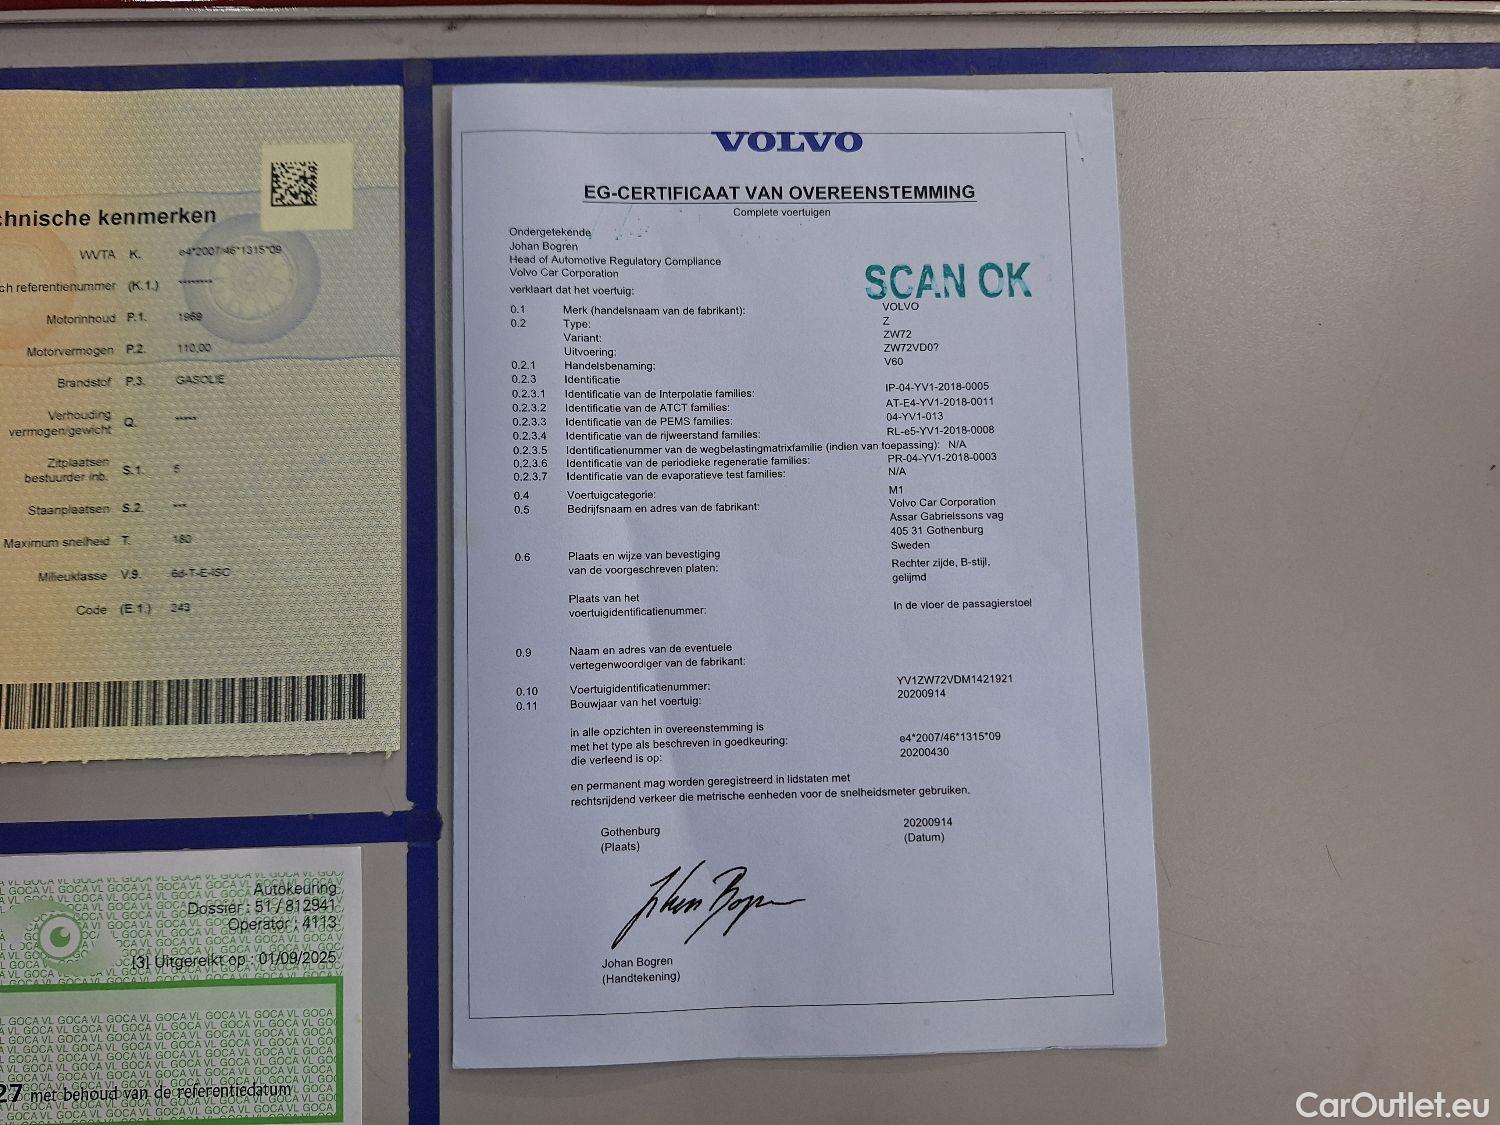 chnische kenmerken
WVTA K. e4*2007/46*1315*09
ch referentienummer (K.1.) ********
Motorinhoud P.1. 1969
Motorvermogen P.2. 110,00
Brandstof P.3. GASOLIE
Verhouding
vermogen/gewicht Q. *****
Zitplaatsen
bestuurder inb. S.1. 5
Staanplaatsen S.2. ***
Maximum snelheid T. 180
Milieuklasse V.9. 6d-T-E-ISC
Code (E.1.) 243
VOLVO
EG-CERTIFICAAT VAN OVEREENSTEMMING
Complete voertuigen
Ondergetekende
Johan Bogren
Head of Automotive Regulatory Compliance
Volvo Car Corporation
verklaart dat het voertuig:
SCAN OK
0.1 Merk (handelsnaam van de fabrikant): VOLVO
0.2 Type: Z
Variant: ZW72
Uitvoering: ZW72VD0?
0.2.1 Handelsbenaming: V60
0.2.3 Identificatie
0.2.3.1 Identificatie van de Interpolatie families: IP-04-YV1-2018-0005
0.2.3.2 Identificatie van de ATCT families: AT-E4-YV1-2018-0011
0.2.3.3 Identificatie van de PEMS families: 04-YV1-013
0.2.3.4 Identificatie van de rijweerstand families: RL-e5-YV1-2018-0008
0.2.3.5 Identificatienummer van de wegbelastingmatrixfamilie (indien van toepassing): N/A
0.2.3.6 Identificatie van de periodieke regeneratie families: PR-04-YV1-2018-0003
0.2.3.7 Identificatie van de evaporatieve test families: N/A
0.4 Voertuigcategorie: M1
0.5 Bedrijfsnaam en adres van de fabrikant: Volvo Car Corporation
Assar Gabrielssons vag
405 31 Gothenburg
Sweden
0.6 Plaats en wijze van bevestiging
van de voorgeschreven platen: Rechter zijde, B-stijl,
gelijmd
Plaats van het
voertuigidentificatienummer: In de vloer de passagierstoel
0.9 Naam en adres van de eventuele
vertegenwoordiger van de fabrikant:
0.10 Voertuigidentificatienummer: YV1ZW72VDM1421921
0.11 Bouwjaar van het voertuig: 20200914
in alle opzichten in overeenstemming is
met het type als beschreven in goedkeuring: e4*2007/46*1315*09
die verleend is op: 20200430
en permanent mag worden geregistreerd in lidstaten met
rechtsrijdend verkeer die metrische eenheden voor de snelheidsmeter gebruiken.
Gothenburg 20200914
(Plaats) (Datum)
Johan Bogren
Johan Bogren
(Handtekening)
Autokeuring
Dossier : 51 / 812941
Operator : 4113
[3] Uitgereikt op : 01/09/2025
27 met behoud van de referentiedatum
CarOutlet.eu